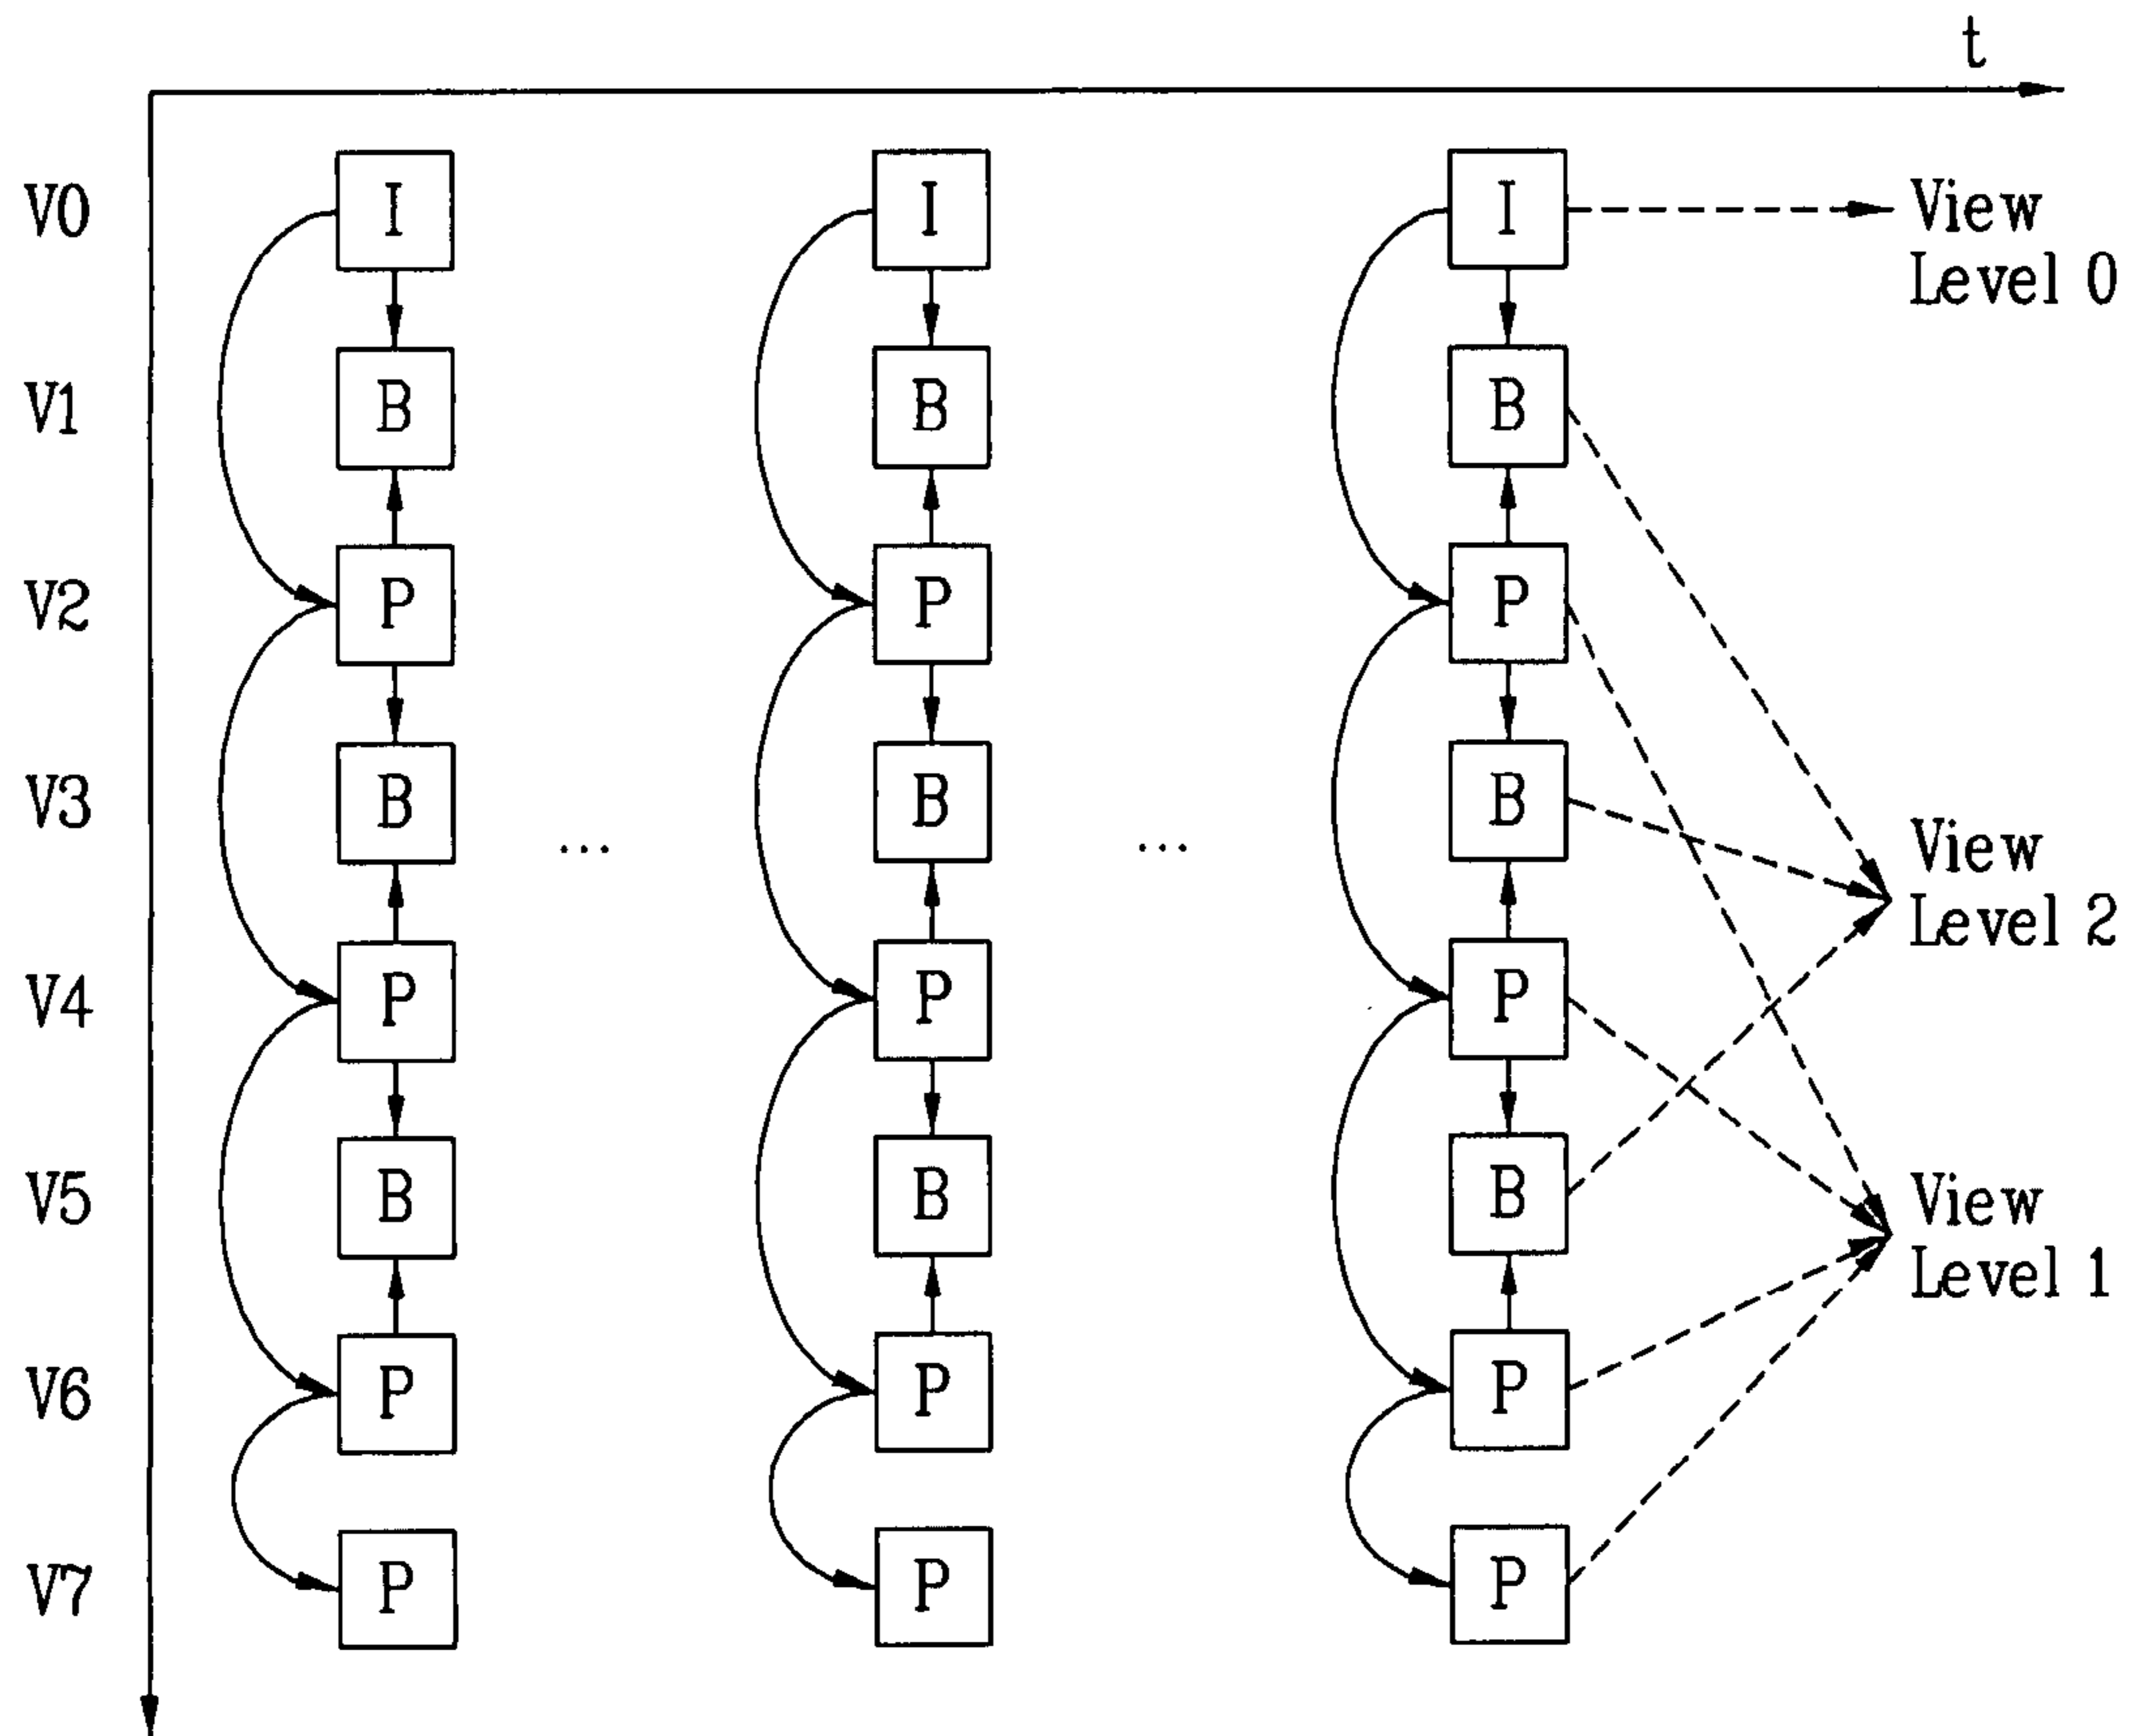 t
V0 I I I View
Level 0
V1 B B B
V2 P P P
V3 B B B View
... ...
Level 2
V4 P P P
V5 B B B View
Level 1
V6 P P P
V7 P P P